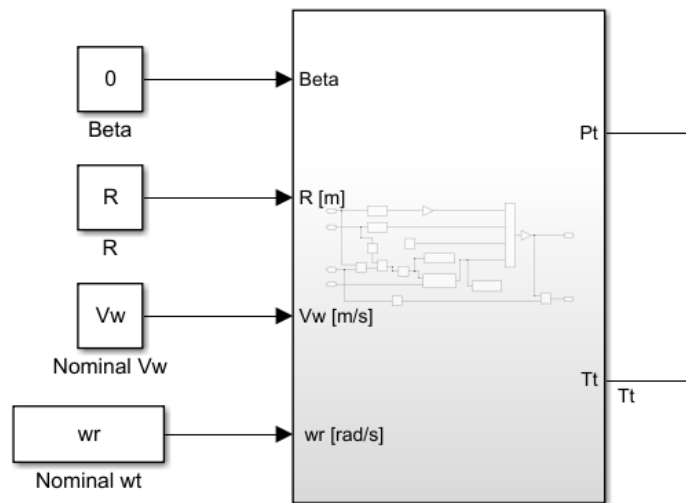 0
Beta
Beta
Pt
R
R
R [m]
Vw
Nominal Vw
Vw [m/s]
Tt
Tt
wr
Nominal wt
wr [rad/s]